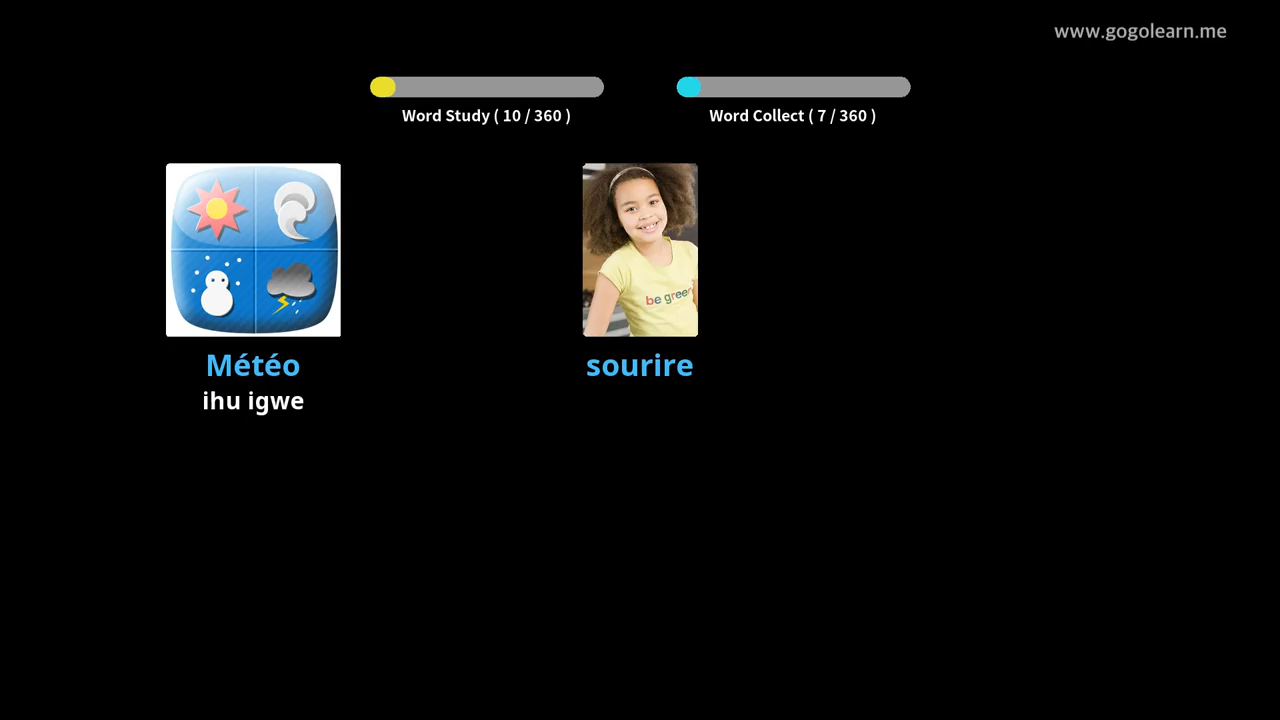 www.gogolearn.me
Word Study ( 10 / 360 )
Word Collect ( 7 / 360 )
be green
Météo
sourire
ihu igwe